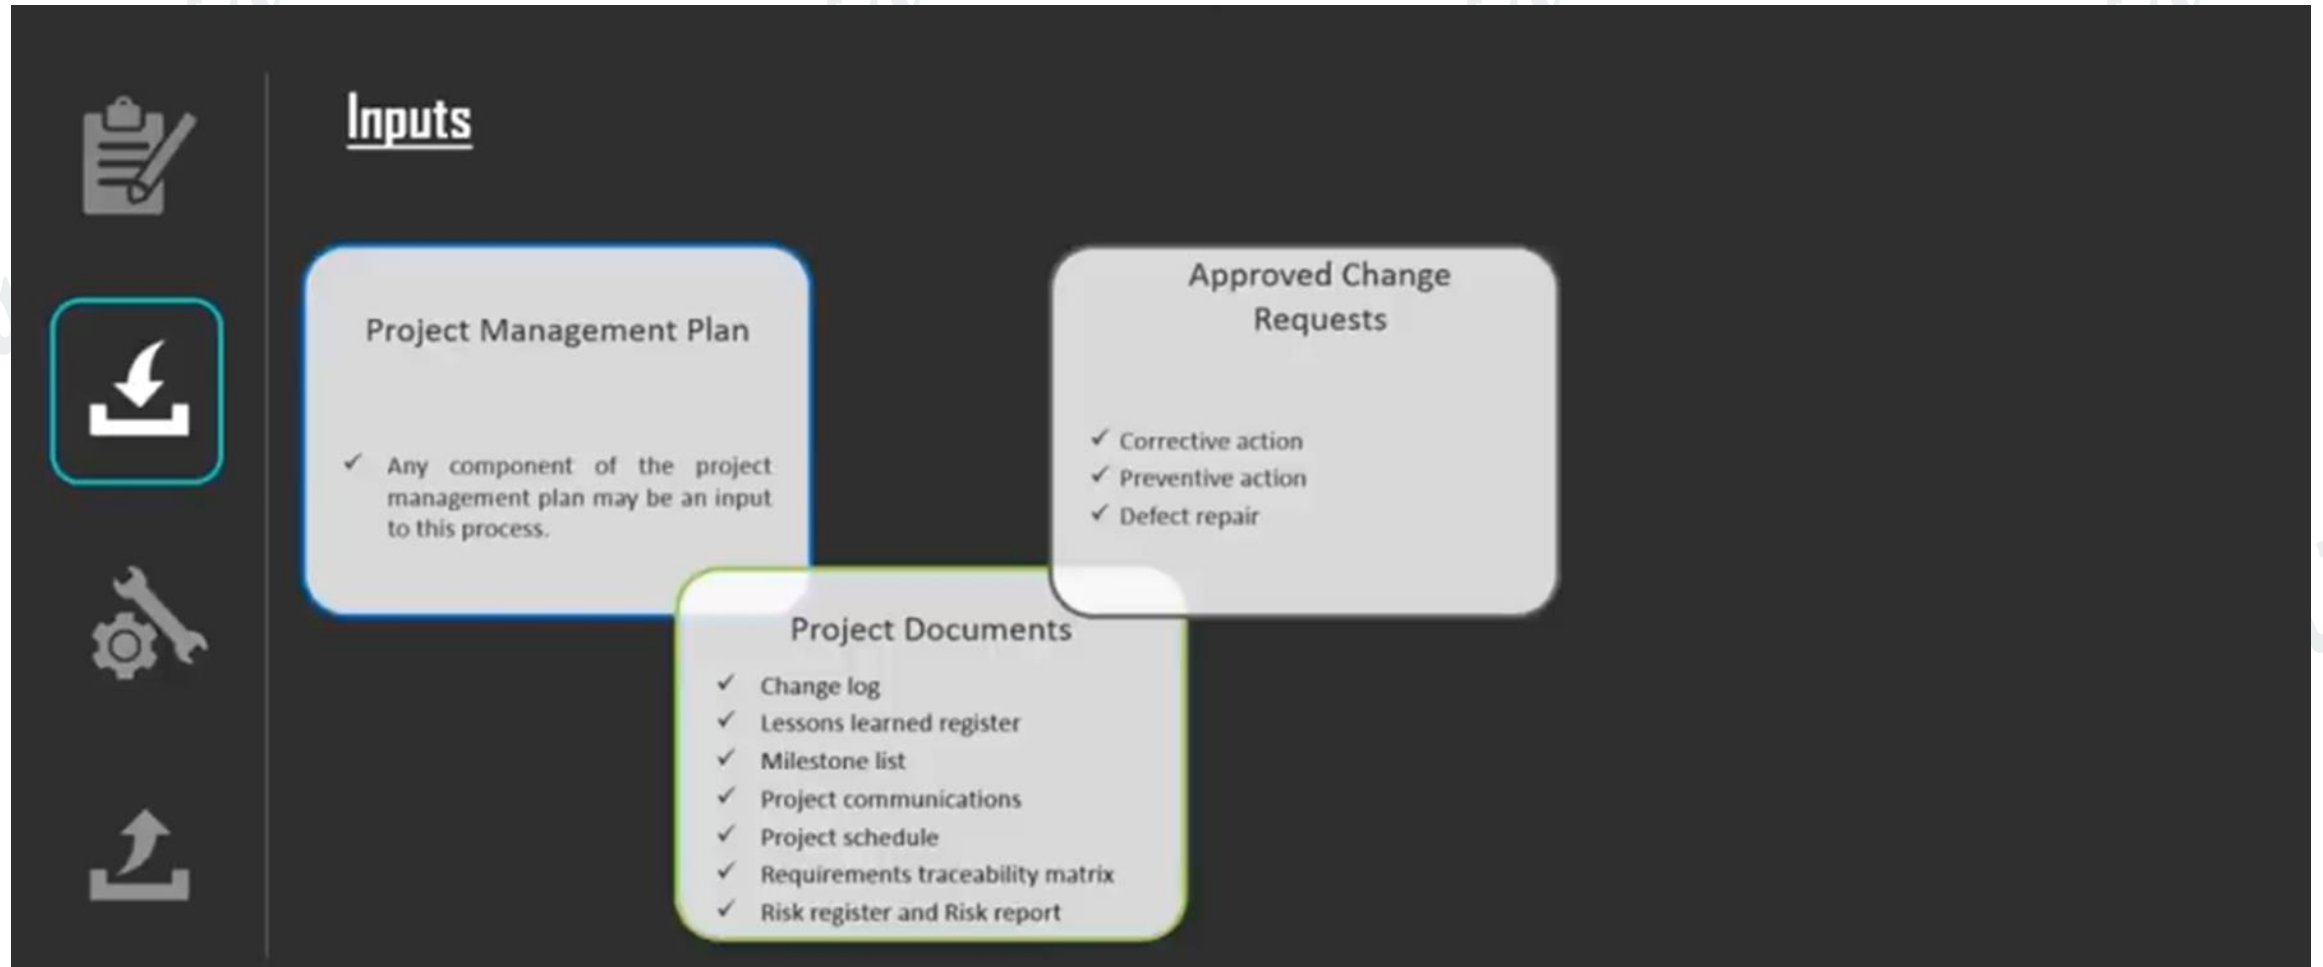 Inputs
Project Management Plan
✓ Any component of the project
management plan may be an input
to this process.
Approved Change
Requests
✓ Corrective action
✓ Preventive action
✓ Defect repair
Project Documents
✓ Change log
✓ Lessons learned register
✓ Milestone list
✓ Project communications
✓ Project schedule
✓ Requirements traceability matrix
✓ Risk register and Risk report